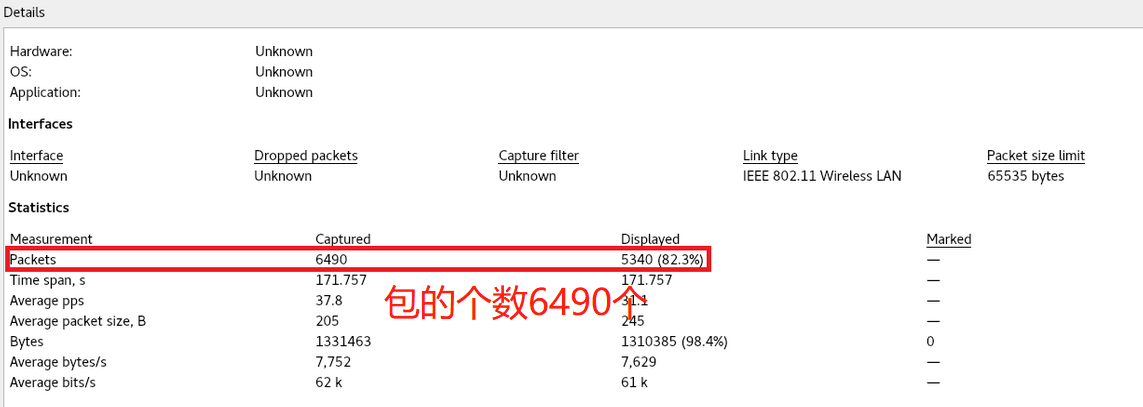 Details
Hardware: Unknown
OS: Unknown
Application: Unknown
Interfaces
Interface Dropped packets Capture filter Link type Packet size limit
Unknown Unknown Unknown IEEE 802.11 Wireless LAN 65535 bytes
Statistics
Measurement Captured Displayed Marked
Packets 6490 5340 (82.3%) —
Time span, s 171.757 171.757 —
Average pps 37.8 31.1 —
包的个数6490个
Average packet size, B 205 245 —
Bytes 1331463 1310385 (98.4%) 0
Average bytes/s 7,752 7,629 —
Average bits/s 62 k 61 k —